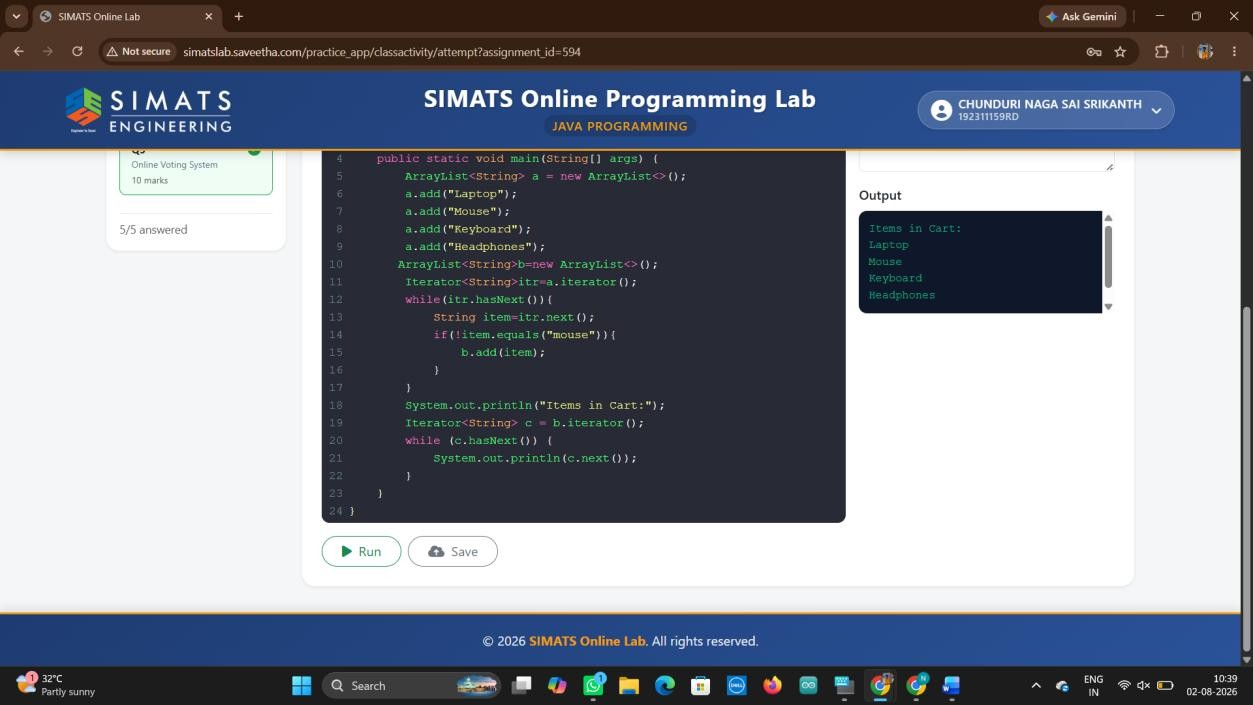 SIMATS Online Lab
Ask Gemini
Not secure
simatslab.saveetha.com/practice_app/classactivity/attempt?assignment_id=594
SIMATS
ENGINEERING
Engineer to Excel
SIMATS Online Programming Lab
JAVA PROGRAMMING
CHUNDURI NAGA SAI SRIKANTH
192311159RD
Online Voting System
10 marks
5/5 answered
4 public static void main(String[] args) {
5 ArrayList<String> a = new ArrayList<>();
6 a.add("Laptop");
7 a.add("Mouse");
8 a.add("Keyboard");
9 a.add("Headphones");
10 ArrayList<String>b=new ArrayList<>();
11 Iterator<String>itr=a.iterator();
12 while(itr.hasNext()){
13 String item=itr.next();
14 if(!item.equals("mouse")){
15 b.add(item);
16 }
17 }
18 System.out.println("Items in Cart:");
19 Iterator<String> c = b.iterator();
20 while (c.hasNext()) {
21 System.out.println(c.next());
22 }
23 }
24 }
Output
Items in Cart:
Laptop
Mouse
Keyboard
Headphones
Run
Save
© 2026 SIMATS Online Lab. All rights reserved.
1
32°C
Partly sunny
Search
1
DELL
N
W
ENG
IN
10:39
02-08-2026